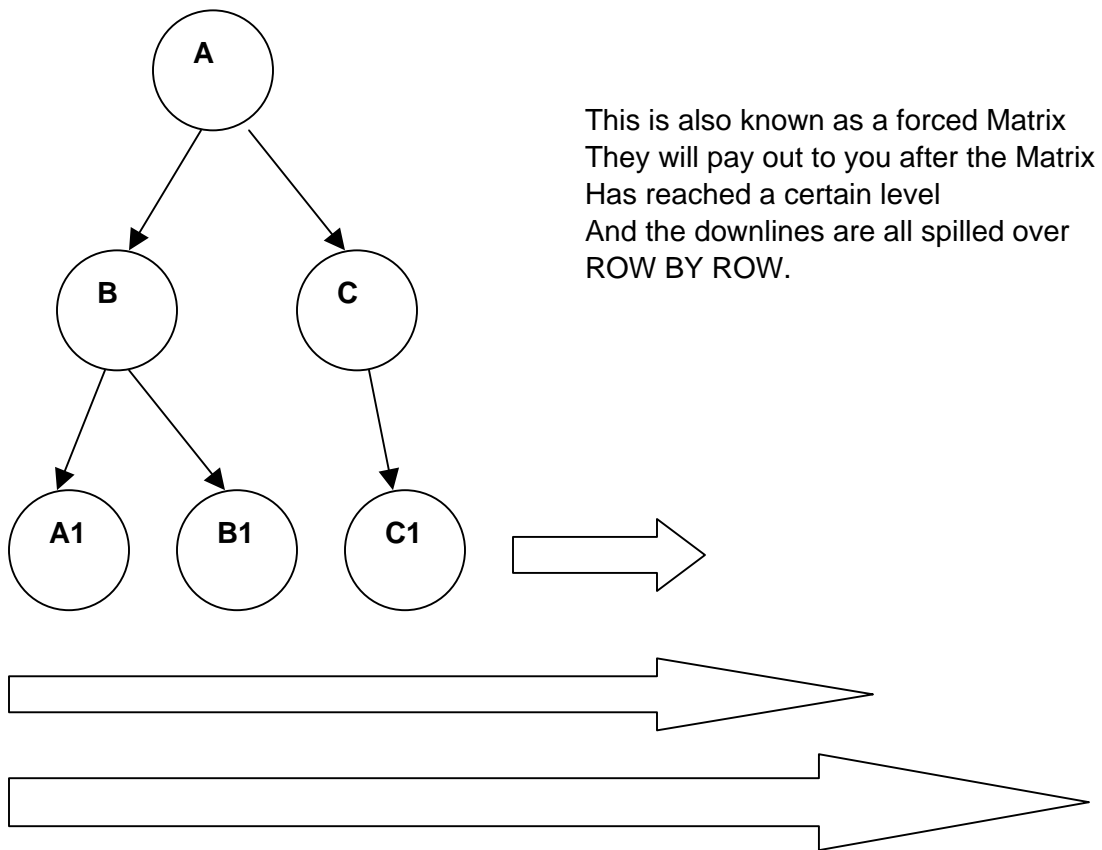 A
This is also known as a forced Matrix
They will pay out to you after the Matrix
Has reached a certain level
And the downlines are all spilled over
ROW BY ROW.
B
C
A1
B1
C1